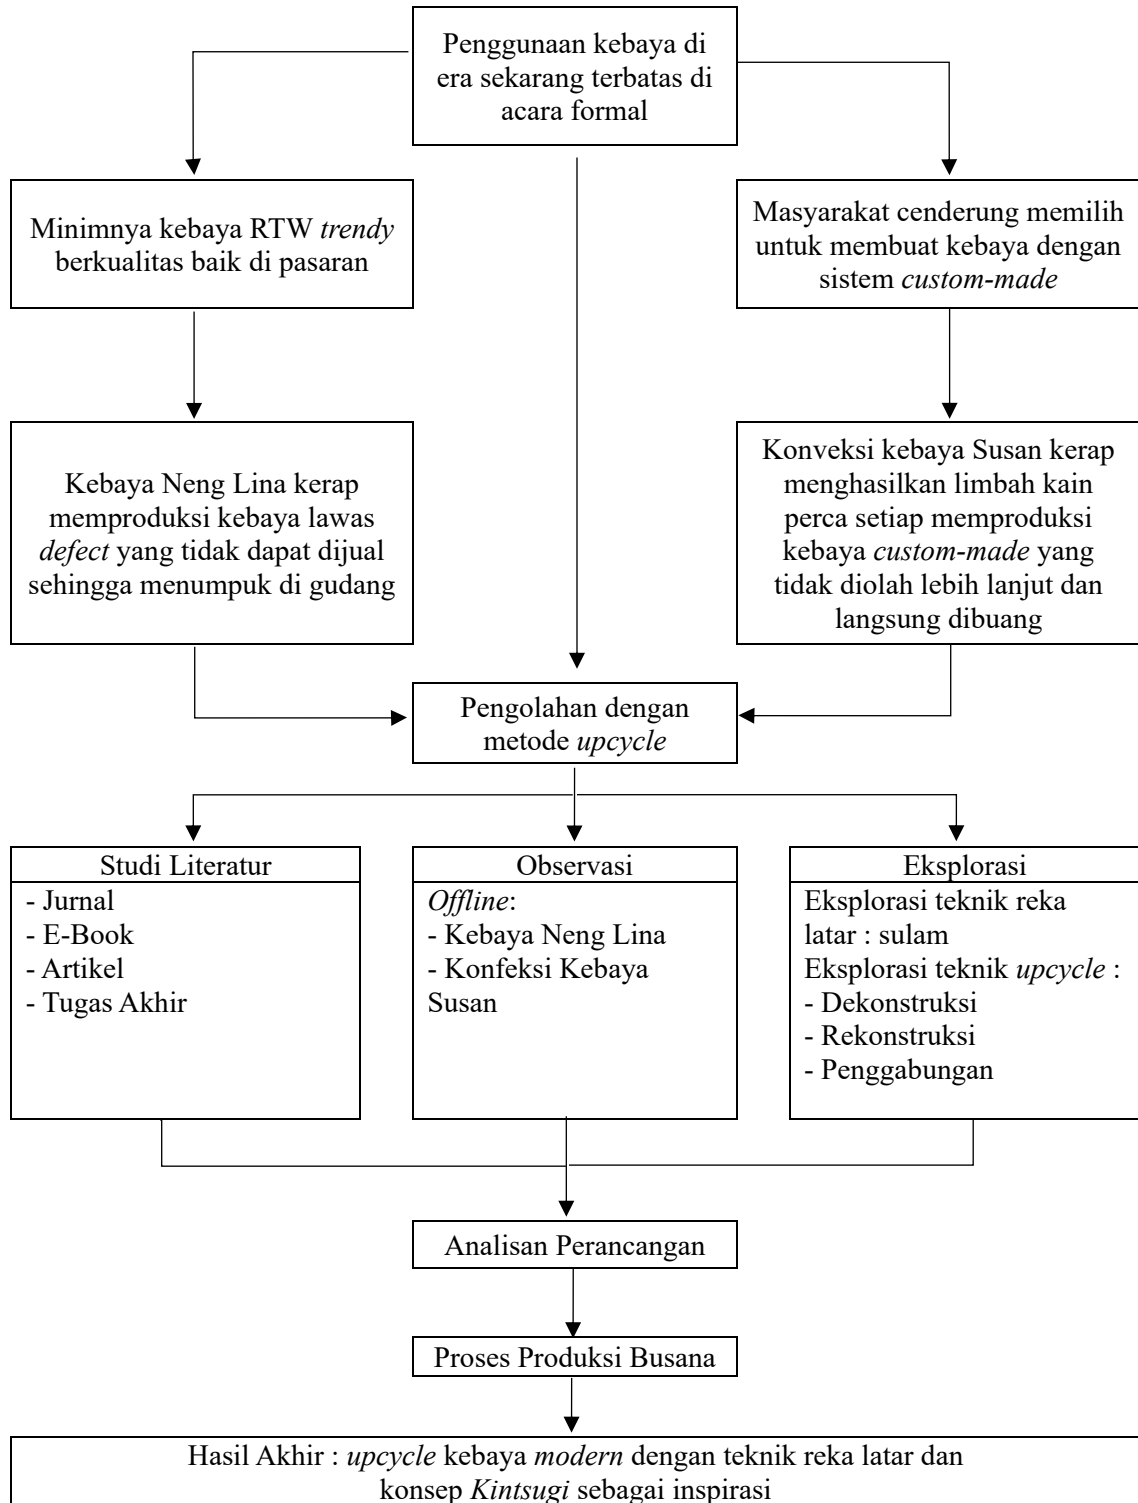 Penggunaan kebaya di
era sekarang terbatas di
acara formal
Minimnya kebaya RTW trendy
berkualitas baik di pasaran
Masyarakat cenderung memilih
untuk membuat kebaya dengan
sistem custom-made
Kebaya Neng Lina kerap
memproduksi kebaya lawas
defect yang tidak dapat dijual
sehingga menumpuk di gudang
Konveksi kebaya Susan kerap
menghasilkan limbah kain
perca setiap memproduksi
kebaya custom-made yang
tidak diolah lebih lanjut dan
langsung dibuang
Pengolahan dengan
metode upcycle
Studi Literatur
- Jurnal
- E-Book
- Artikel
- Tugas Akhir
Observasi
Offline:
- Kebaya Neng Lina
- Konfeksi Kebaya
Susan
Eksplorasi
Eksplorasi teknik reka
latar : sulam
Eksplorasi teknik upcycle :
- Dekonstruksi
- Rekonstruksi
- Penggabungan
Analisan Perancangan
Proses Produksi Busana
Hasil Akhir : upcycle kebaya modern dengan teknik reka latar dan
konsep Kintsugi sebagai inspirasi